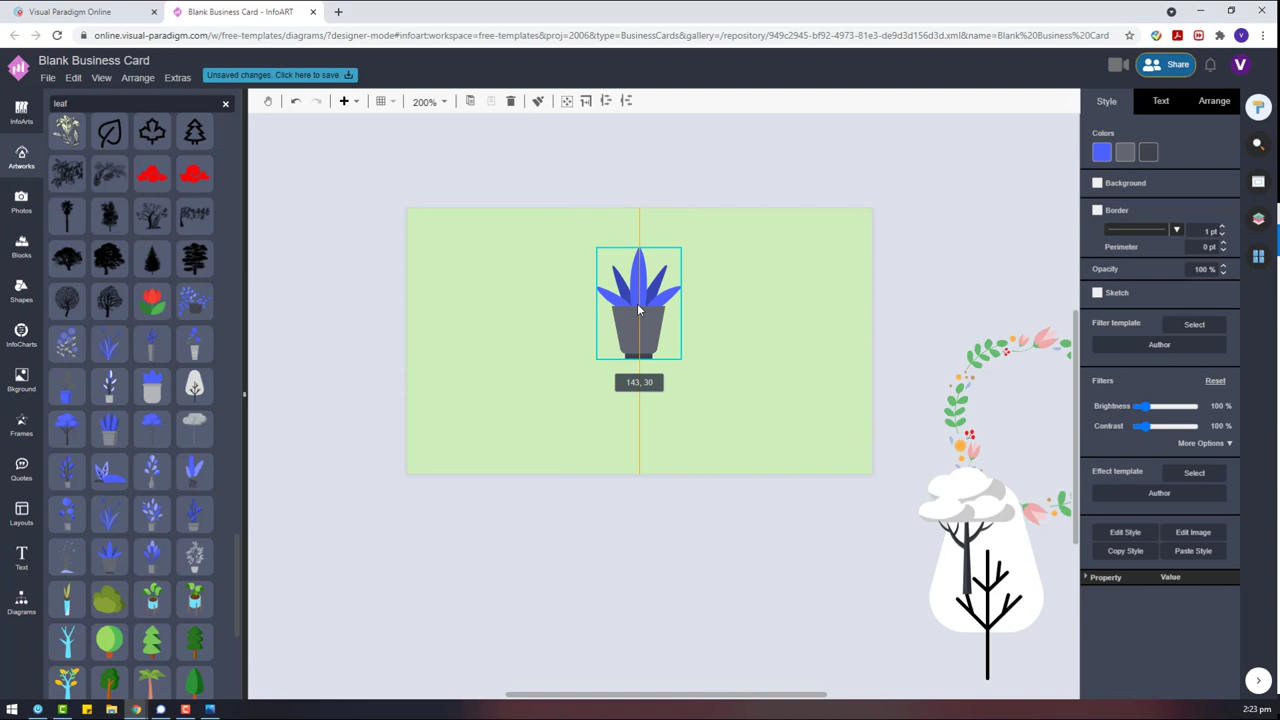 Visual Paradigm Online
Blank Business Card - InfoART
online.visual-paradigm.com/w/free-templates/diagrams/?designer-mode#infoart:workspace=free-templates&proj=2006&type=BusinessCards&gallery=/repository/949c2945-bf92-4973-81e3-de9d3d156d16.xml&name=Blank%20Business%20Card
V
Blank Business Card
File Edit View Arrange Extras
Unsaved changes. Click here to save.
Share
V
leaf
200%
InfoArts
Artworks
Photos
Blocks
Shapes
InfoCharts
Bkground
Frames
Quotes
Layouts
Text
Diagrams
143, 30
Style Text Arrange
Colors
Background
Border
1 pt
Perimeter 0 pt
Opacity 100 %
Sketch
Filter template Select
Author
Filters Reset
Brightness 100 %
Contrast 100 %
More Options ▼
Effect template Select
Author
Edit Style Edit Image
Copy Style Paste Style
Property Value
2:23 pm